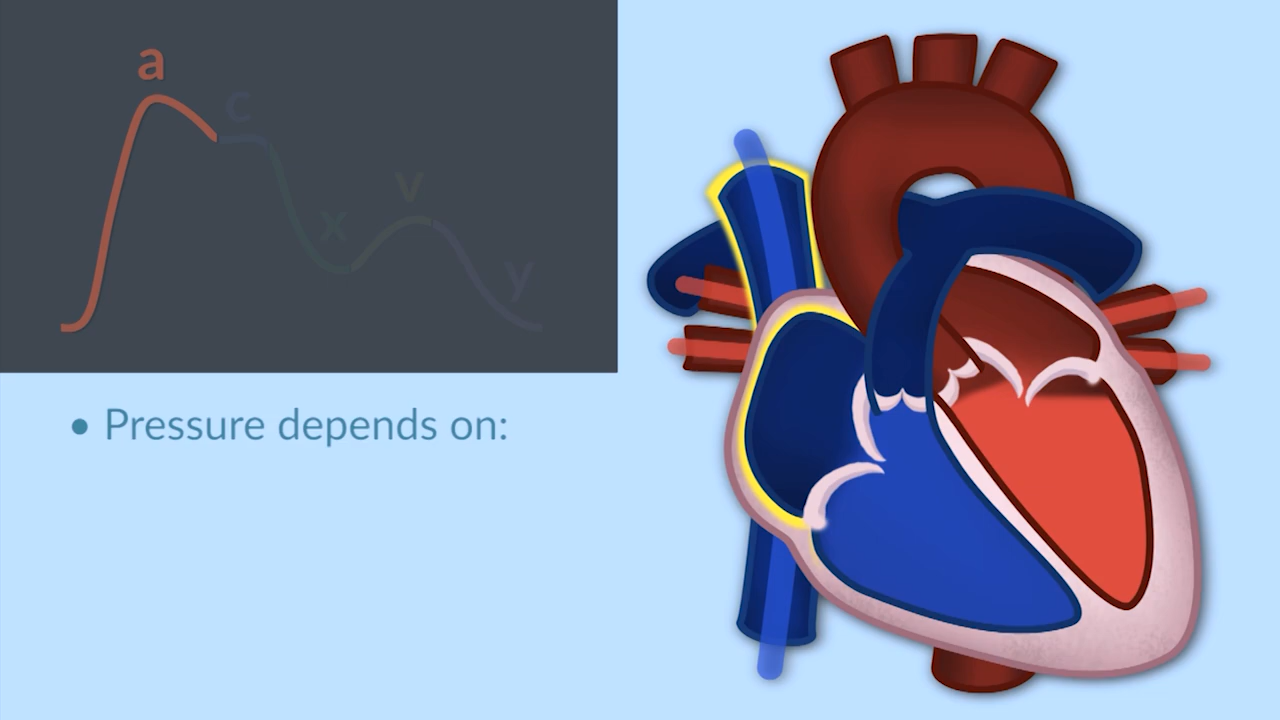 a
c
v
x
y
• Pressure depends on: